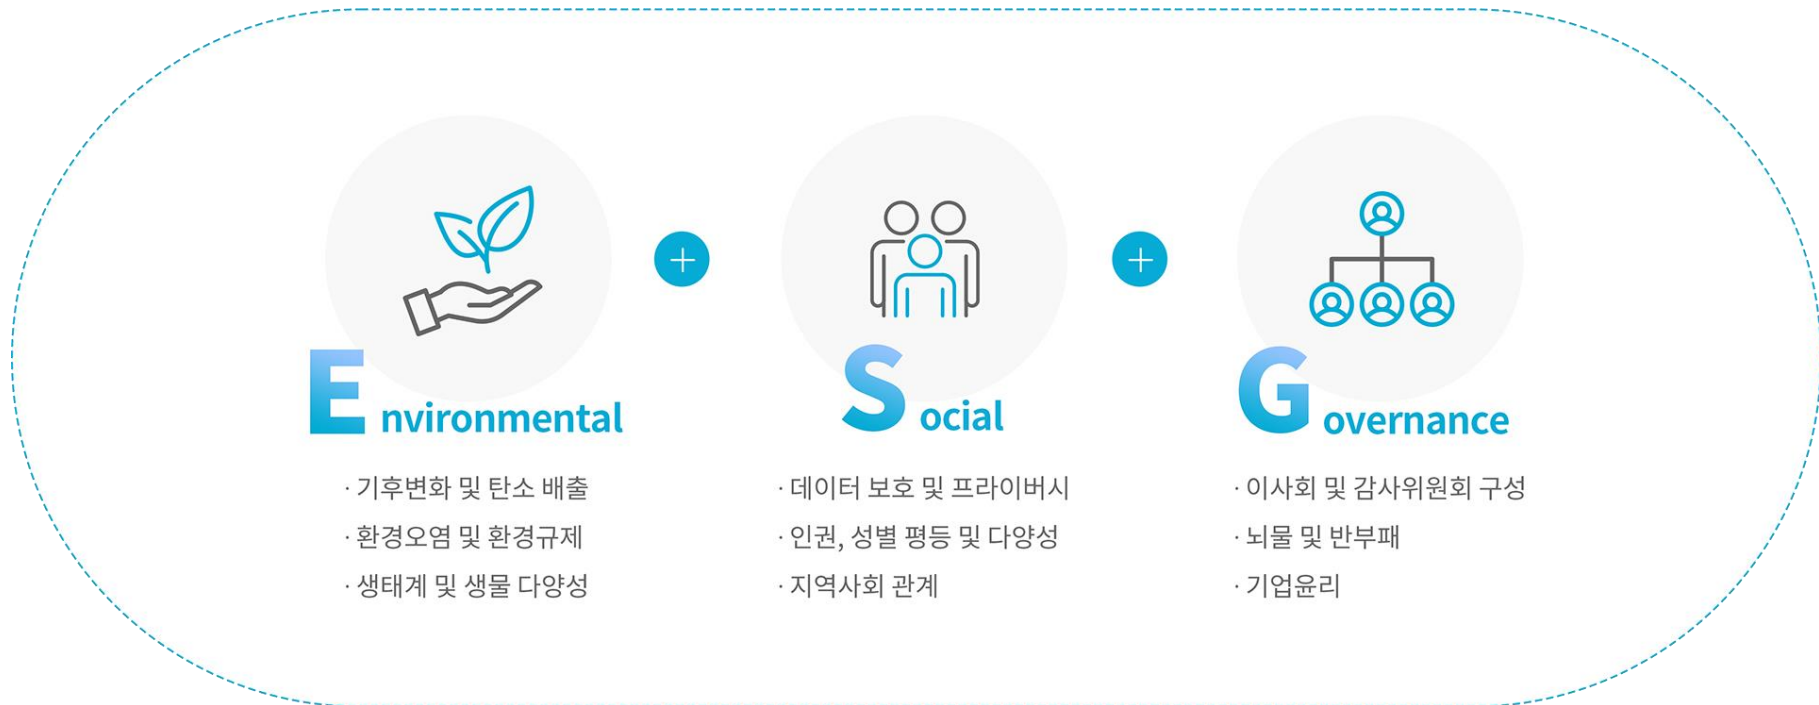 Environmental
· 기후변화 및 탄소 배출
· 환경오염 및 환경규제
· 생태계 및 생물 다양성
+
Social
· 데이터 보호 및 프라이버시
· 인권, 성별 평등 및 다양성
· 지역사회 관계
+
Governance
· 이사회 및 감사위원회 구성
· 뇌물 및 반부패
· 기업윤리